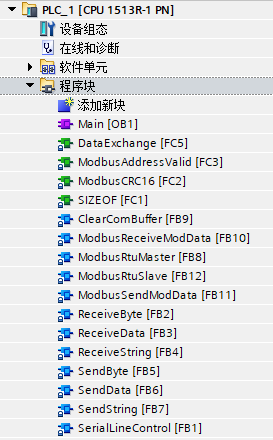 PLC_1 [CPU 1513R-1 PN]
设备组态
在线和诊断
软件单元
程序块
添加新块
Main [OB1]
DataExchange [FC5]
ModbusAddressValid [FC3]
ModbusCRC16 [FC2]
SIZEOF [FC1]
ClearComBuffer [FB9]
ModbusReceiveModData [FB10]
ModbusRtuMaster [FB8]
ModbusRtuSlave [FB12]
ModbusSendModData [FB11]
ReceiveByte [FB2]
ReceiveData [FB3]
ReceiveString [FB4]
SendByte [FB5]
SendData [FB6]
SendString [FB7]
SerialLineControl [FB1]